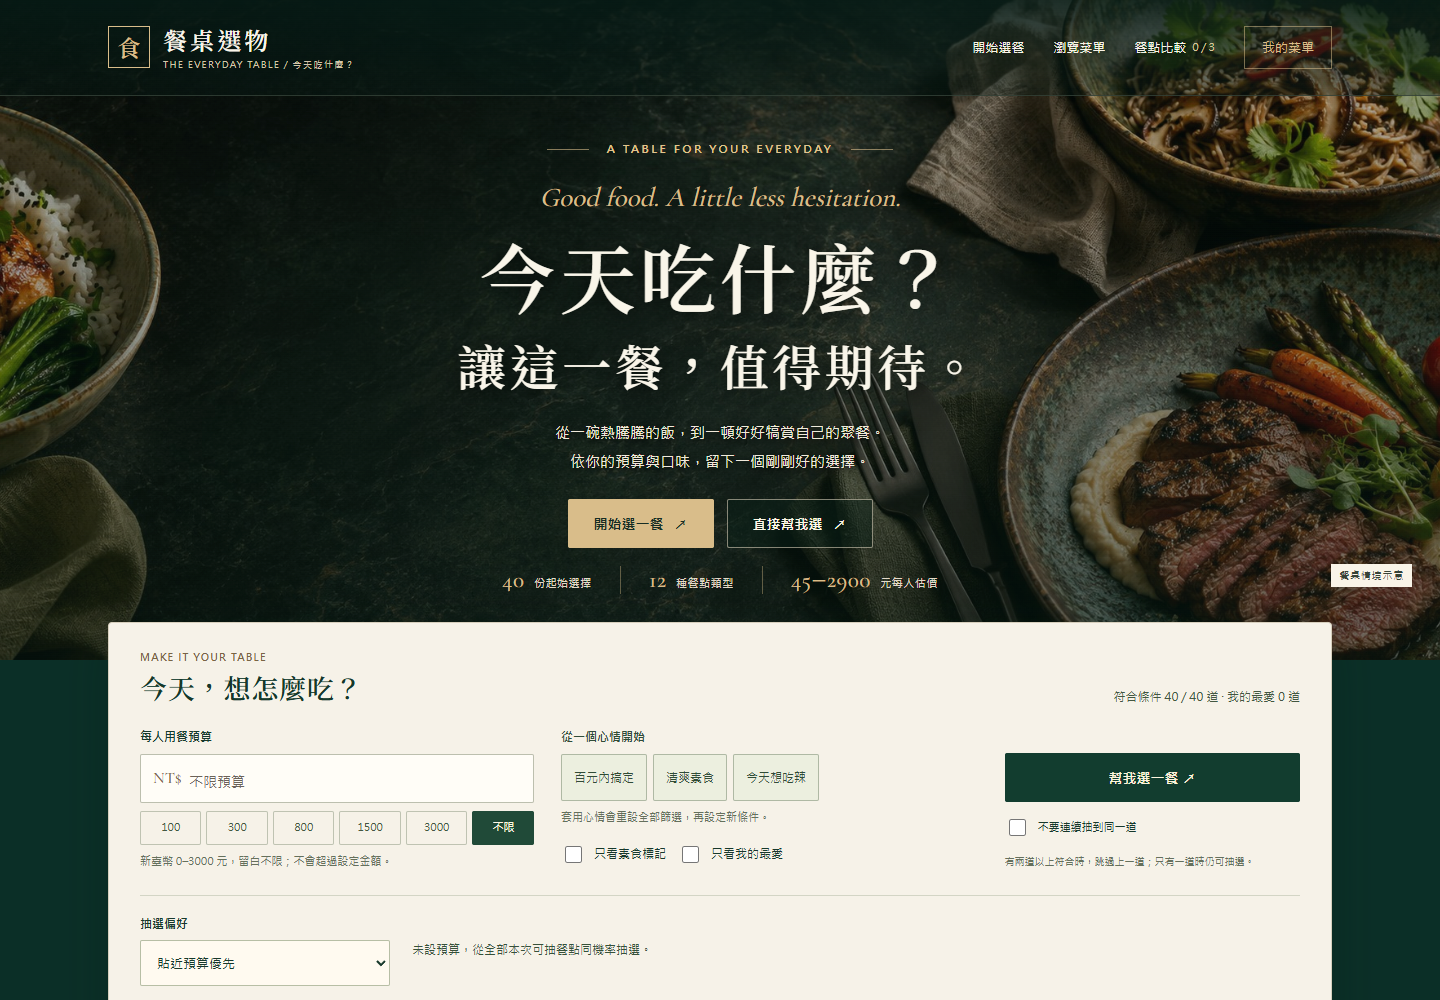 食
餐桌選物
THE EVERYDAY TABLE / 今天吃什麼？
開始選餐
瀏覽菜單
餐點比較 0 / 3
我的菜單
A TABLE FOR YOUR EVERYDAY
Good food. A little less hesitation.
今天吃什麼？
讓這一餐，值得期待。
從一碗熱騰騰的飯，到一頓好好犒賞自己的聚餐。
依你的預算與口味，留下一個剛剛好的選擇。
開始選一餐 ↗
直接幫我選 ↗
40 份起始選擇
12 種餐點類型
45–2900 元每人估價
餐桌情境示意
MAKE IT YOUR TABLE
今天，想怎麼吃？
符合條件 40 / 40 道 · 我的最愛 0 道
每人用餐預算
NT$ 不限預算
100
300
800
1500
3000
不限
新臺幣 0–3000 元，留白不限；不會超過設定金額。
從一個心情開始
百元內搞定
清爽素食
今天想吃辣
套用心情會重設全部篩選，再設定新條件。
只看素食標記
只看我的最愛
幫我選一餐 ↗
不要連續抽到同一道
有兩道以上符合時，跳過上一道；只有一道時仍可抽選。
抽選偏好
貼近預算優先
未設預算，從全部本次可抽餐點同機率抽選。